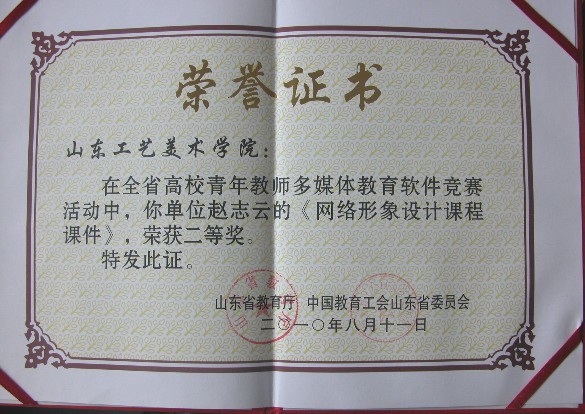 荣誉证书
山东工艺美术学院：
在全省高校青年教师多媒体教育软件竞赛
活动中，你单位赵志云的《网络形象设计课程
课件》，荣获二等奖。
特发此证。
山东省教育厅 中国教育工会山东省委员会
二〇一〇年八月十一日